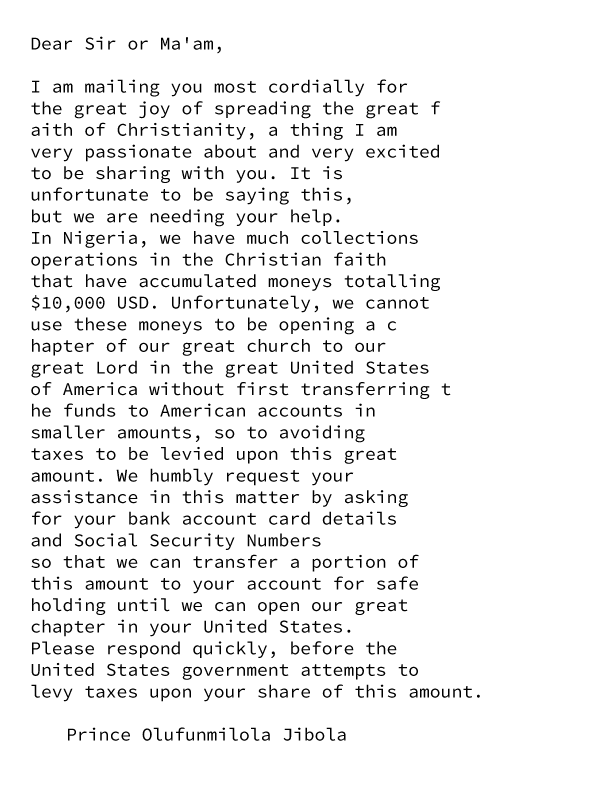 Dear Sir or Ma'am,
I am mailing you most cordially for
the great joy of spreading the great f
aith of Christianity, a thing I am
very passionate about and very excited
to be sharing with you. It is
unfortunate to be saying this,
but we are needing your help.
In Nigeria, we have much collections
operations in the Christian faith
that have accumulated moneys totalling
$10,000 USD. Unfortunately, we cannot
use these moneys to be opening a c
hapter of our great church to our
great Lord in the great United States
of America without first transferring t
he funds to American accounts in
smaller amounts, so to avoiding
taxes to be levied upon this great
amount. We humbly request your
assistance in this matter by asking
for your bank account card details
and Social Security Numbers
so that we can transfer a portion of
this amount to your account for safe
holding until we can open our great
chapter in your United States.
Please respond quickly, before the
United States government attempts to
levy taxes upon your share of this amount.
Prince Olufunmilola Jibola